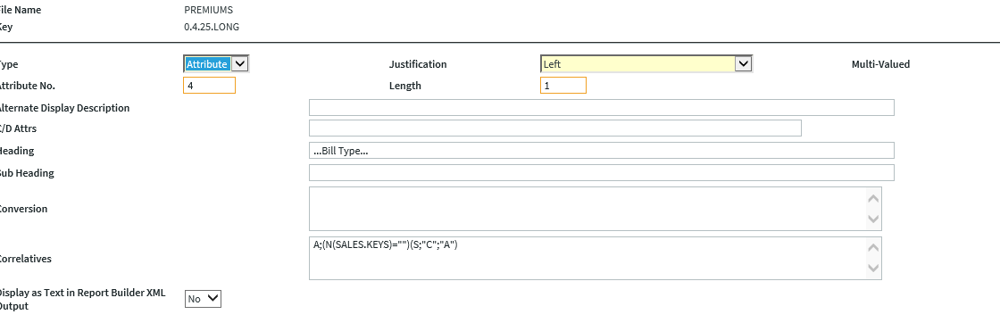 File Name PREMIUMS
Key 0.4.25.LONG
Type Attribute Justification Left Multi-Valued
Attribute No. 4 Length 1
Alternate Display Description
C/D Attrs
Heading ...Bill Type...
Sub Heading
Conversion
Correlatives A;(N(SALES.KEYS)="")(S;"C";"A")
Display as Text in Report Builder XML
Output No